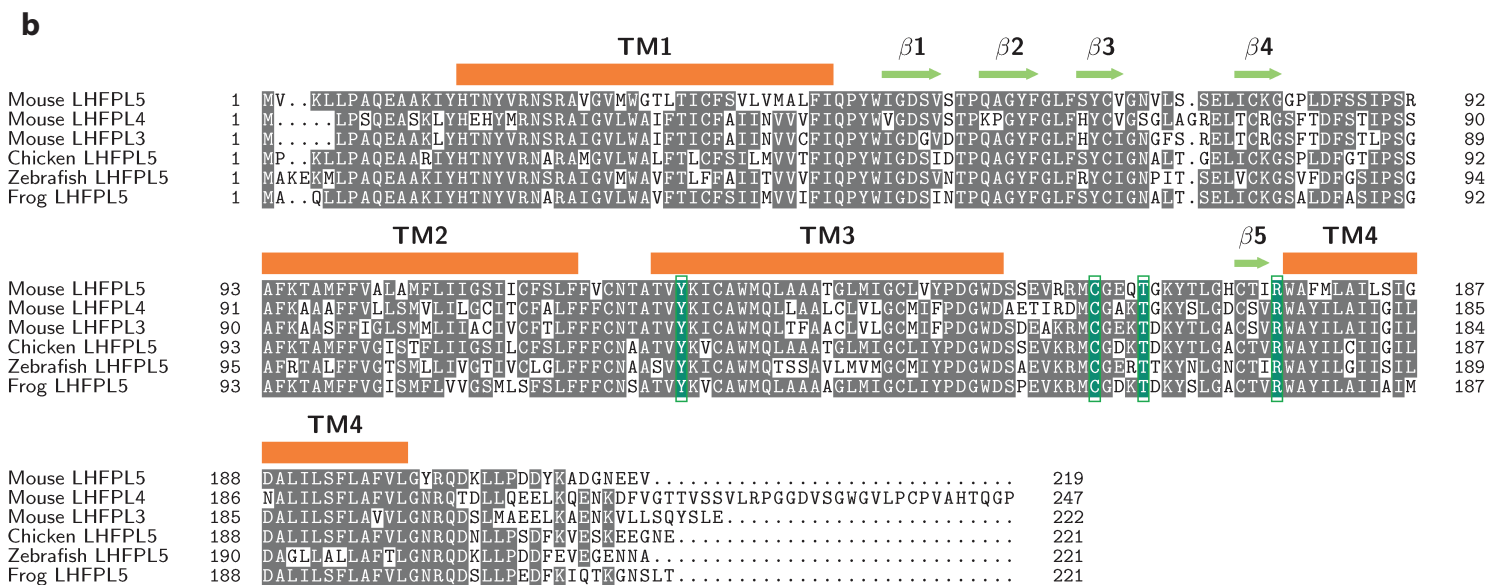 b
TM1 β1 β2 β3 β4
Mouse LHFPL5 1 MV..KLLPAQEAAKIYHTNYVRNSRAVGVMWGTLTICFSVLVMALFIQPYWIGDSVSTPQAGYFGLFSYCVGNVLS.SELICKGGPLDFSSIPSR 92
Mouse LHFPL4 1 M.....LPSQEASKLYHEHYMRNSRAIGVLWAIFTICFAIINVVVFIQPYWVGDSVSTPKPGYFGLFHYCVGSGLAGRELTCRGSFTDFSTIPSS 90
Mouse LHFPL3 1 M.....LPAQEAAKLYHTNYVRNSRAIGVLWAIFTICFAIINVVCFIQPYWIGDGVDTPQAGYFGLFHYCIGNGFS.RELTCRGSFTDFSTLPSG 89
Chicken LHFPL5 1 MP..KLLPAQEAARIYHTNYVRNARAMGVLWALFTLCFSILMVVTFIQPYWIGDSIDTPQAGYFGLFSYCIGNALT.GELICKGSPLDFGTIPSS 92
Zebrafish LHFPL5 1 MAKEKMLPAQEAAKIYHTNYVRNSRAIGVMWAVFTLFFAIITVVVFIQPYWIGDSVNTPQAGYFGLFRYCIGNPIT.SELVCKGSVFDFGSIPSG 94
Frog LHFPL5 1 MA..QLLPAQEAAKIYHTNYVRNARAIGVMWAVFTICFSIIMVVIFIQPYWIGDSINTPQAGYFGLFSYCIGNALT.SELICKGSALDFASIPSG 92
TM2 TM3 β5 TM4
Mouse LHFPL5 93 AFKTAMFFVALAMFLIIGSIICFSLFFVCNTATVYKICAWMQLAAATGLMIGCLVYPDGWDSSEVRRMCGEQTGKYTLGHCTIRWAFMLAILSIG 187
Mouse LHFPL4 91 AFKAAAFFVLLSMVLILGCITCFALFFFCNTATVYKICAWMQLLAALCLVLGCMIFPDGWDAETIRDMCGAKTGKYSLGDCSVRWAYILAIIGIL 185
Mouse LHFPL3 90 AFKAASFFIGLSMMLIIACIVCFTLFFFCNTATVYKICAWMQLTFAACLVLGCMIFPDGWDSDEAKRMCGEKTDKYTLGACSVRWAYILAIIGIL 184
Chicken LHFPL5 93 AFKTAMFFVGISTFLIIGSILCFSLFFFCNAATVYKVCAWMQLAAATGLMIGCLIYPDGWDSSEVKRMCGDKTDKYTLGACTVRWAYILCIIGIL 187
Zebrafish LHFPL5 95 AFRTALFFVGTSMLLIVGTIVCLGLFFFCNAASVYKICAWMQTSSAVLMVMGCMIYPDGWDSAEVKRMCGERTTKYNLGNCTIRWAYILGIISIL 189
Frog LHFPL5 93 AFKTAMFFVGISMFLVVGSMLSFSLFFFCNSATVYKVCAWMQLAAAAGLMIGCLIYPDGWDSPEVKRMCGDKTDKYSLGACTVRWAYILAIIAIM 187
TM4
Mouse LHFPL5 188 DALILSFLAFVLGYRQDKLLPDDYKADGNEEV.............................. 219
Mouse LHFPL4 186 NALILSFLAFVLGNRQTDLLQEELKQENKDFVGTTVSSVLRPGGDVSGWGVLPCPVAHTQGP 247
Mouse LHFPL3 185 DALILSFLAVVLGNRQDSLMAEELKAENKVLLSQYSLE........................ 222
Chicken LHFPL5 188 DALILSFLAFVLGNRQDNLLPSDFKVESKEEGNE............................ 221
Zebrafish LHFPL5 190 DAGLLALLAFTLGNRQDKLLPDDFEVEGENNA.............................. 221
Frog LHFPL5 188 DALILSFLAFVLGNRQDSLLPEDFKIQTKGNSLT............................ 221